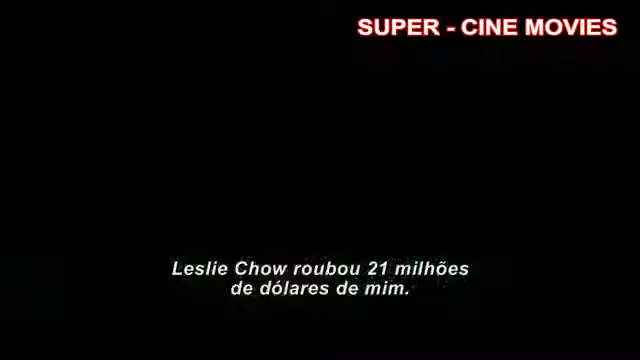 SUPER - CINE MOVIES
Leslie Chow roubou 21 milhões
de dólares de mim.